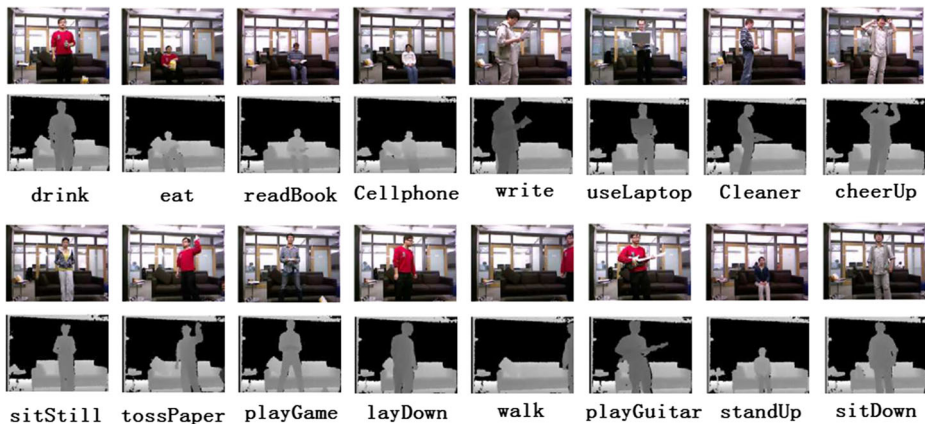 drink eat readBook Cellphone write useLaptop Cleaner cheerUp
sitStill tossPaper playGame layDown walk playGuitar standUp sitDown